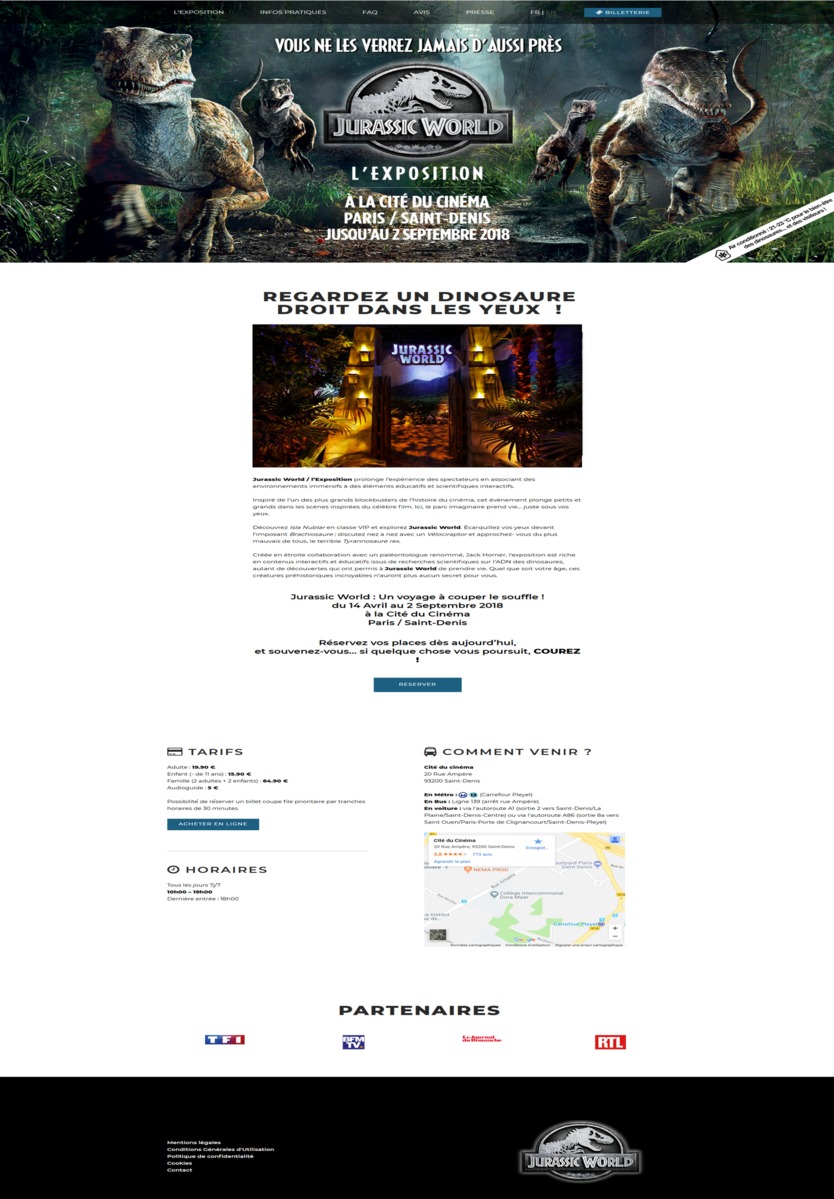 L'EXPOSITION
INFOS PRATIQUES
FAQ
AVIS
PRESSE
FR | EN
BILLETTERIE
VOUS NE LES VERREZ JAMAIS D'AUSSI PRÈS
JURASSIC WORLD
L'EXPOSITION
À LA CITÉ DU CINÉMA
PARIS / SAINT-DENIS
JUSQU'AU 2 SEPTEMBRE 2018
Air conditionné : 21-23 °C pour le bien-être
des dinosaures... et des visiteurs !
REGARDEZ UN DINOSAURE
DROIT DANS LES YEUX !
JURASSIC
WORLD
Jurassic World / l'Exposition prolonge l'expérience des spectateurs en associant des
environnements immersifs à des éléments éducatifs et scientifiques interactifs.
Inspiré de l'un des plus grands blockbusters de l'histoire du cinéma, cet événement plonge petits et
grands dans les scènes inspirées du célèbre film. Ici, le parc imaginaire prend vie... juste sous vos
yeux.
Découvrez Isla Nublar en classe VIP et explorez Jurassic World. Écarquillez vos yeux devant
l'imposant Brachiosaure ; discutez nez à nez avec un Vélociraptor et approchez- vous du plus
mauvais de tous, le terrible Tyrannosaure rex.
Créée en étroite collaboration avec un paléontologue renommé, Jack Horner, l'exposition est riche
en contenus interactifs et éducatifs issus de recherches scientifiques sur l'ADN des dinosaures,
autant de découvertes qui ont permis à Jurassic World de prendre vie. Quel que soit votre âge, ces
créatures préhistoriques incroyables n'auront plus aucun secret pour vous.
Jurassic World : Un voyage à couper le souffle !
du 14 Avril au 2 Septembre 2018
à la Cité du Cinéma
Paris / Saint-Denis
Réservez vos places dès aujourd'hui,
et souvenez-vous... si quelque chose vous poursuit, COUREZ
!
RESERVER
TARIFS
Adulte : 19.90 €
Enfant (- de 11 ans) : 15.90 €
Famille (2 adultes + 2 enfants) : 64.90 €
Audioguide : 5 €
Possibilité de réserver un billet coupe file prioritaire par tranches
horaires de 30 minutes.
ACHETER EN LIGNE
HORAIRES
Tous les jours 7j/7
10h00 – 19h00
Dernière entrée : 18h00
COMMENT VENIR ?
Cité du cinéma
20 Rue Ampère
93200 Saint-Denis
En Métro : M 13 (Carrefour Pleyel)
En Bus : Ligne 139 (arrêt rue Ampère)
En voiture : via l'autoroute A1 (sortie 2 vers Saint-Denis/La
Plaine/Saint-Denis-Centre) ou via l'autoroute A86 (sortie 8a vers
Saint Ouen/Paris-Porte de Clignancourt/Saint-Denis-Pleyel)
Cité du Cinéma
20 Rue Ampère, 93200 Saint-Denis
Enregist...
3,8 773 avis
Agrandir le plan
NEMA PROD
Courtyard Paris
Saint Denis
Rue Ampère
Collège Intercommunal
Dora Maar
Carrefour Pleyel
Google
Données cartographiques
Conditions d'utilisation
Signaler une erreur cartographique
PARTENAIRES
TF1
BFM
TV.
Le Journal
du Dimanche
RTL
Mentions légales
Conditions Générales d'Utilisation
Politique de confidentialité
Cookies
Contact
JURASSIC WORLD